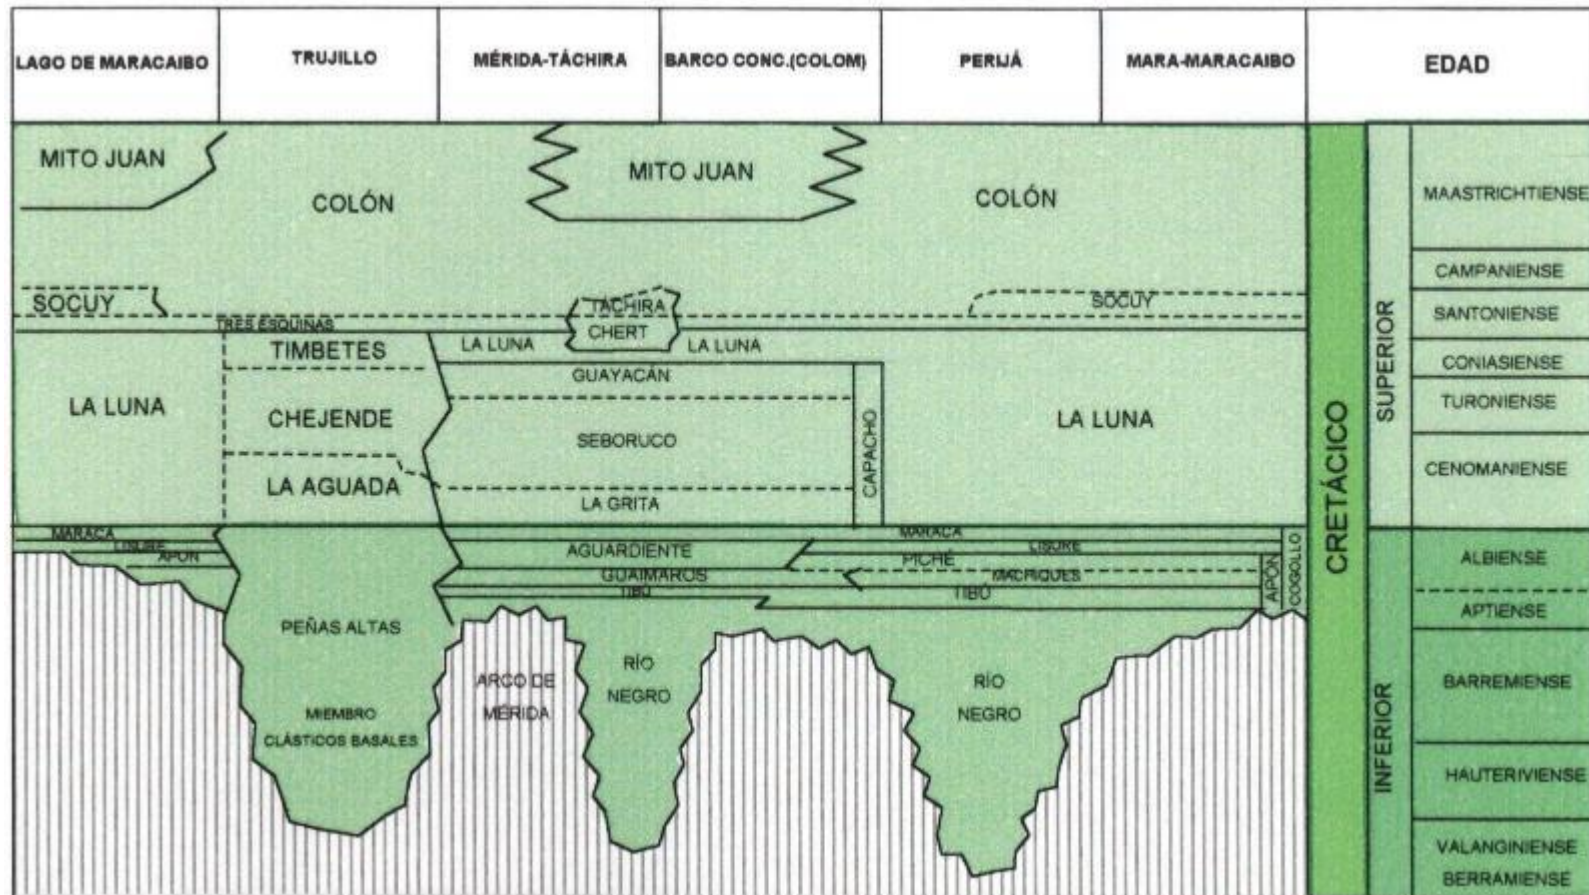 LAGO DE MARACAIBO
TRUJILLO
MÉRIDA-TÁCHIRA
BARCO CONC.(COLOM)
PERIJÁ
MARA-MARACAIBO
EDAD
MITO JUAN
COLÓN
MITO JUAN
COLÓN
SOCUY
TÁCHIRA
CHERT
SOCUY
TRES ESQUINAS
LA LUNA
TIMBETES
CHEJENDE
LA AGUADA
LA LUNA
LA LUNA
GUAYACÁN
SEBORUCO
LA GRITA
CAPACHO
LA LUNA
MARACA
LISURE
APÓN
AGUARDIENTE
GUAIMAROS
TIBÚ
MARACA
LISURE
PICHÉ
MACHIQUES
TIBÚ
APÓN
COGOLLO
PEÑAS ALTAS
MIEMBRO
CLÁSTICOS BASALES
ARCO DE
MÉRIDA
RÍO
NEGRO
RÍO
NEGRO
CRETÁCICO
SUPERIOR
INFERIOR
MAASTRICHTIENSE
CAMPANIENSE
SANTONIENSE
CONIASIENSE
TURONIENSE
CENOMANIENSE
ALBIENSE
APTIENSE
BARREMIENSE
HAUTERIVIENSE
VALANGINIENSE
BERRAMIENSE